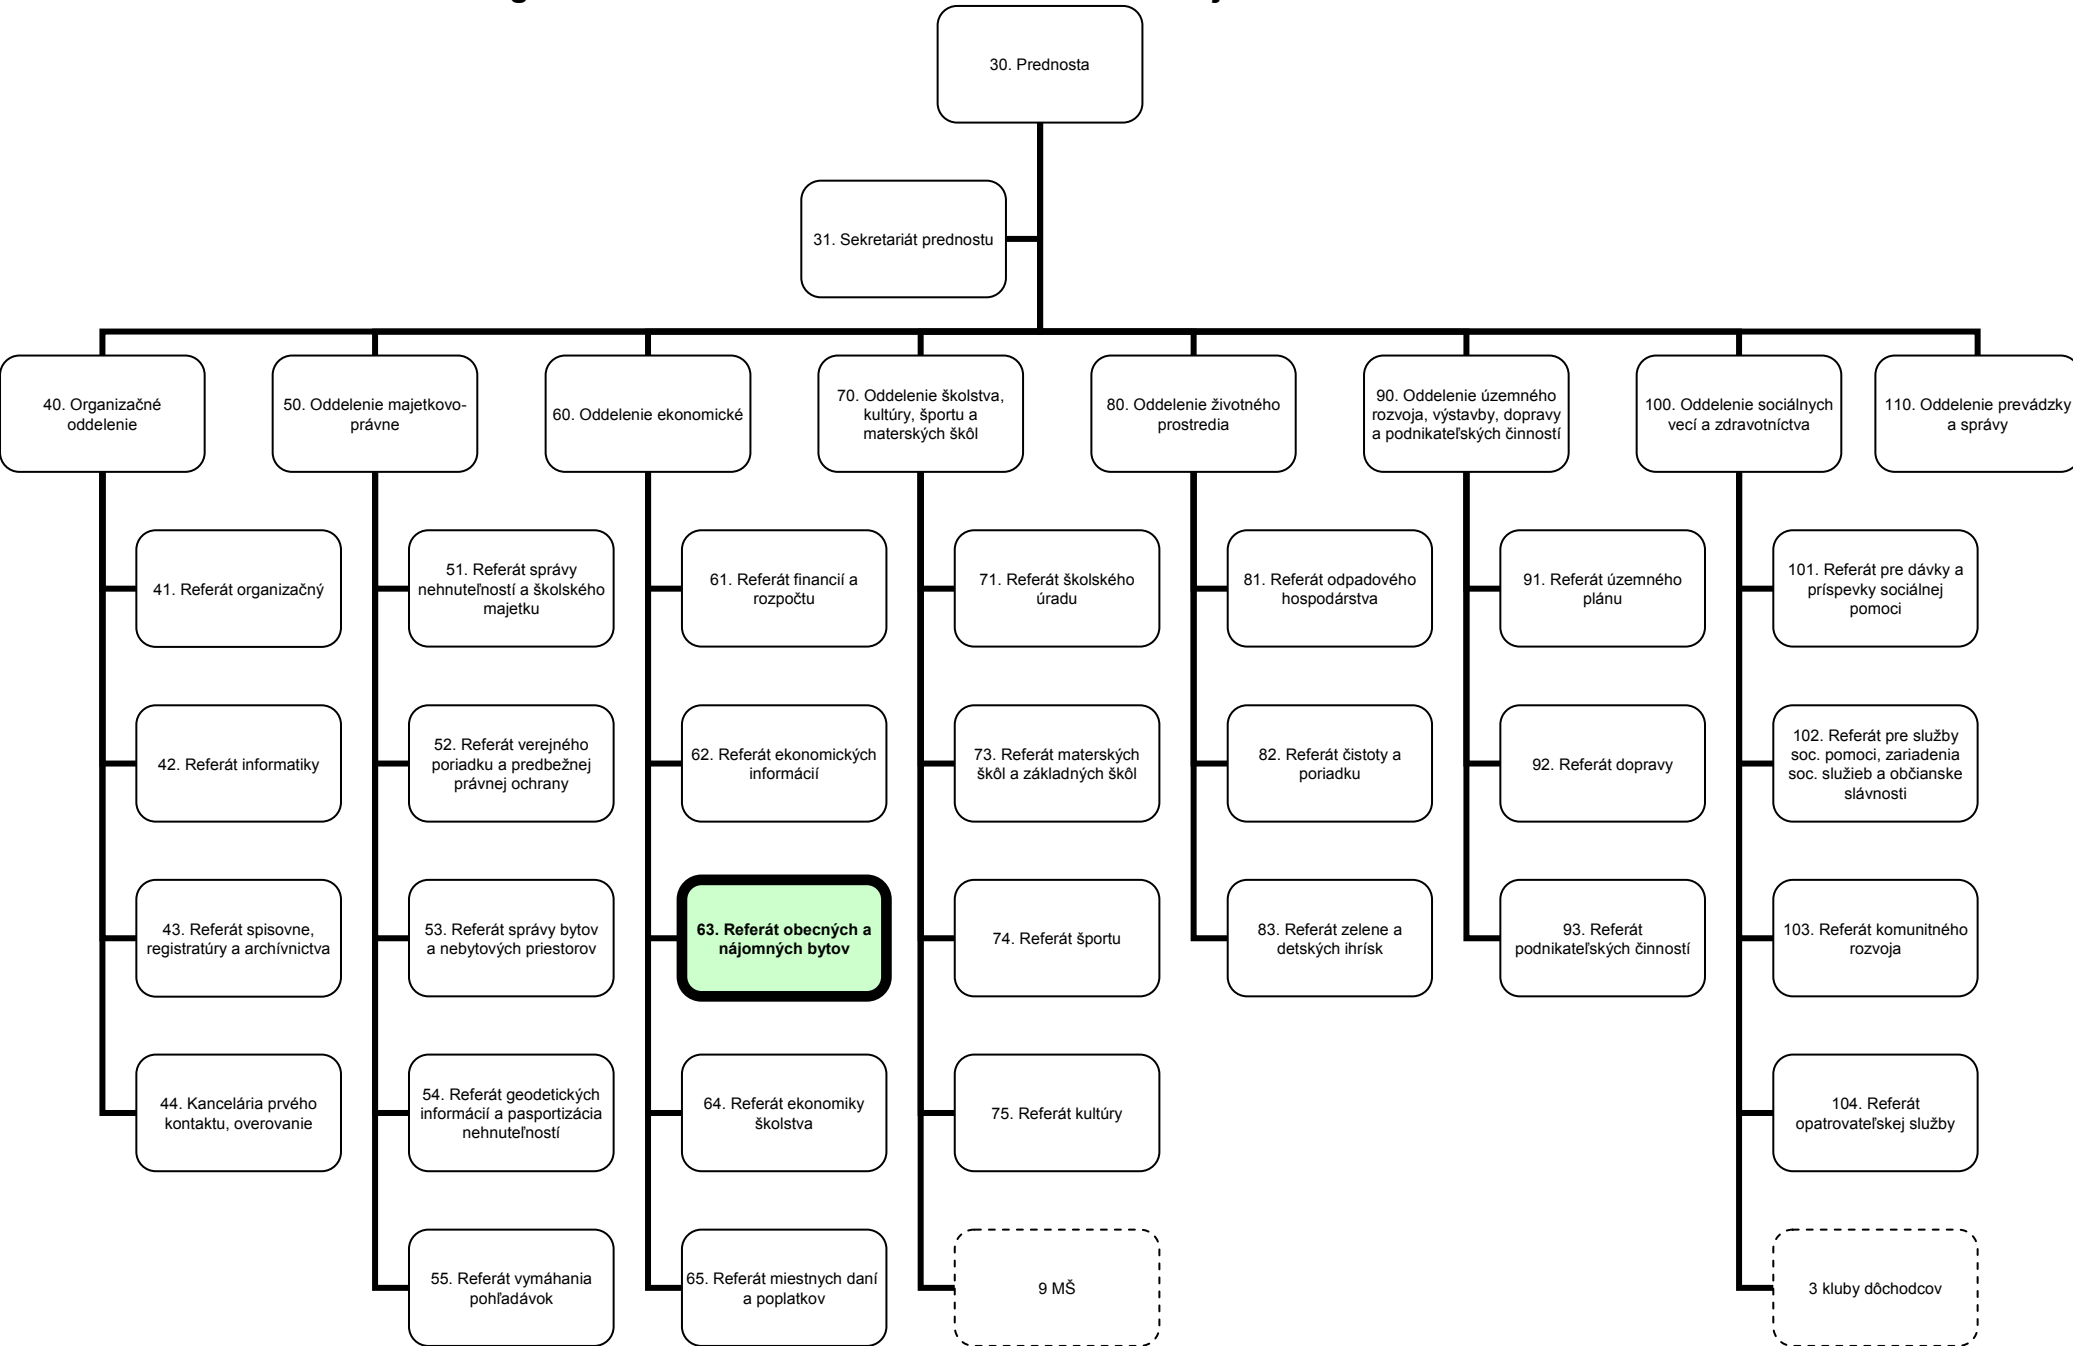 30. Prednosta
31. Sekretariát prednostu
40. Organizačné
oddelenie
50. Oddelenie majetkovo-
právne
60. Oddelenie ekonomické
70. Oddelenie školstva,
kultúry, športu a
materských škôl
80. Oddelenie životného
prostredia
90. Oddelenie územného
rozvoja, výstavby, dopravy
a podnikateľských činností
100. Oddelenie sociálnych
vecí a zdravotníctva
110. Oddelenie prevádzky
a správy
41. Referát organizačný
51. Referát správy
nehnuteľností a školského
majetku
61. Referát financií a
rozpočtu
71. Referát školského
úradu
81. Referát odpadového
hospodárstva
91. Referát územného
plánu
101. Referát pre dávky a
príspevky sociálnej
pomoci
42. Referát informatiky
52. Referát verejného
poriadku a predbežnej
právnej ochrany
62. Referát ekonomických
informácií
73. Referát materských
škôl a základných škôl
82. Referát čistoty a
poriadku
92. Referát dopravy
102. Referát pre služby
soc. pomoci, zariadenia
soc. služieb a občianske
slávnosti
43. Referát spisovne,
registratúry a archívnictva
53. Referát správy bytov
a nebytových priestorov
63. Referát obecných a
nájomných bytov
74. Referát športu
83. Referát zelene a
detských ihrísk
93. Referát
podnikateľských činností
103. Referát komunitného
rozvoja
44. Kancelária prvého
kontaktu, overovanie
54. Referát geodetických
informácií a pasportizácia
nehnuteľností
64. Referát ekonomiky
školstva
75. Referát kultúry
104. Referát
opatrovateľskej služby
55. Referát vymáhania
pohľadávok
65. Referát miestnych daní
a poplatkov
9 MŠ
3 kluby dôchodcov